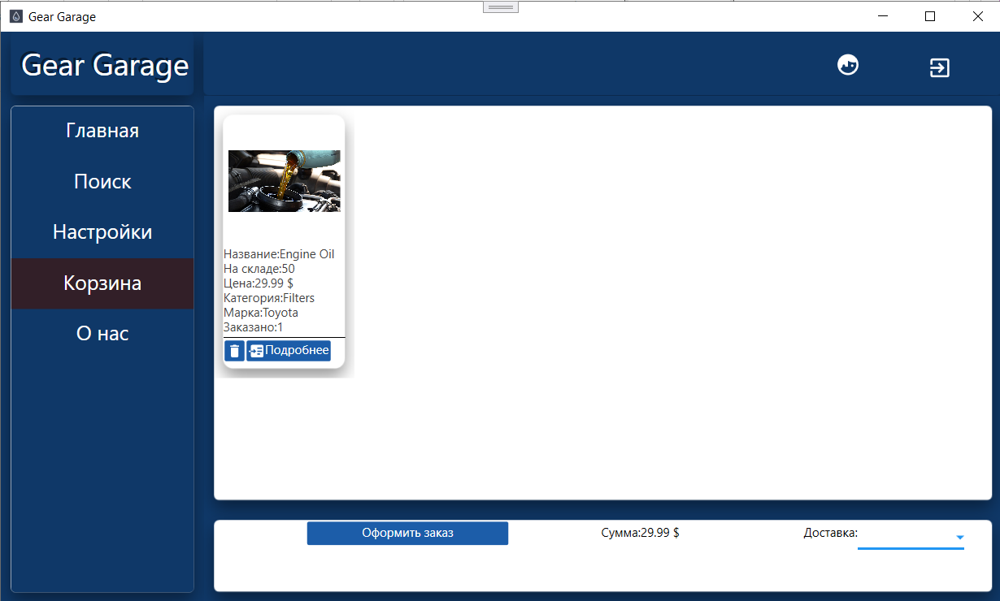 Gear Garage
Gear Garage
Главная
Поиск
Настройки
Корзина
О нас
Название:Engine Oil
На складе:50
Цена:29.99 $
Категория:Filters
Марка:Toyota
Заказано:1
Подробнее
Оформить заказ
Сумма:29.99 $
Доставка: